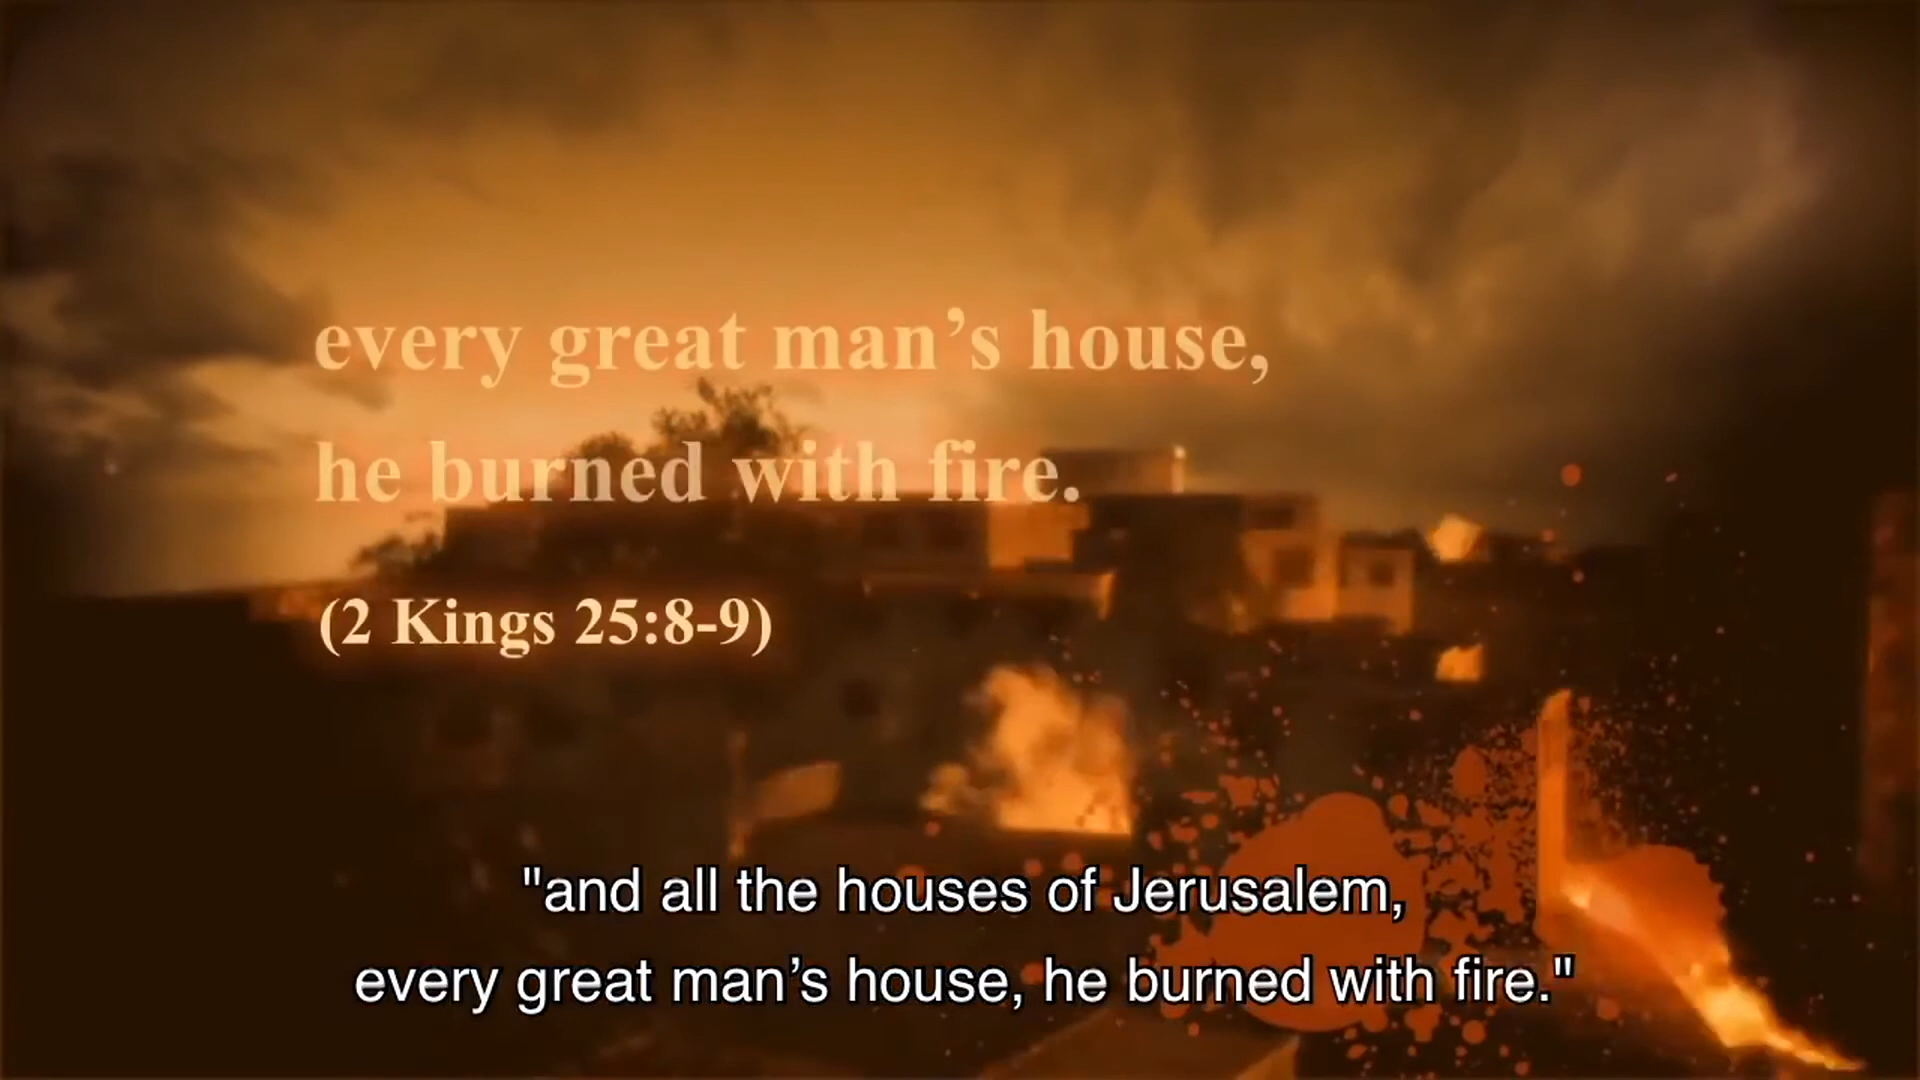 every great man’s house,
he burned with fire.
(2 Kings 25:8-9)
"and all the houses of Jerusalem,
every great man’s house, he burned with fire."